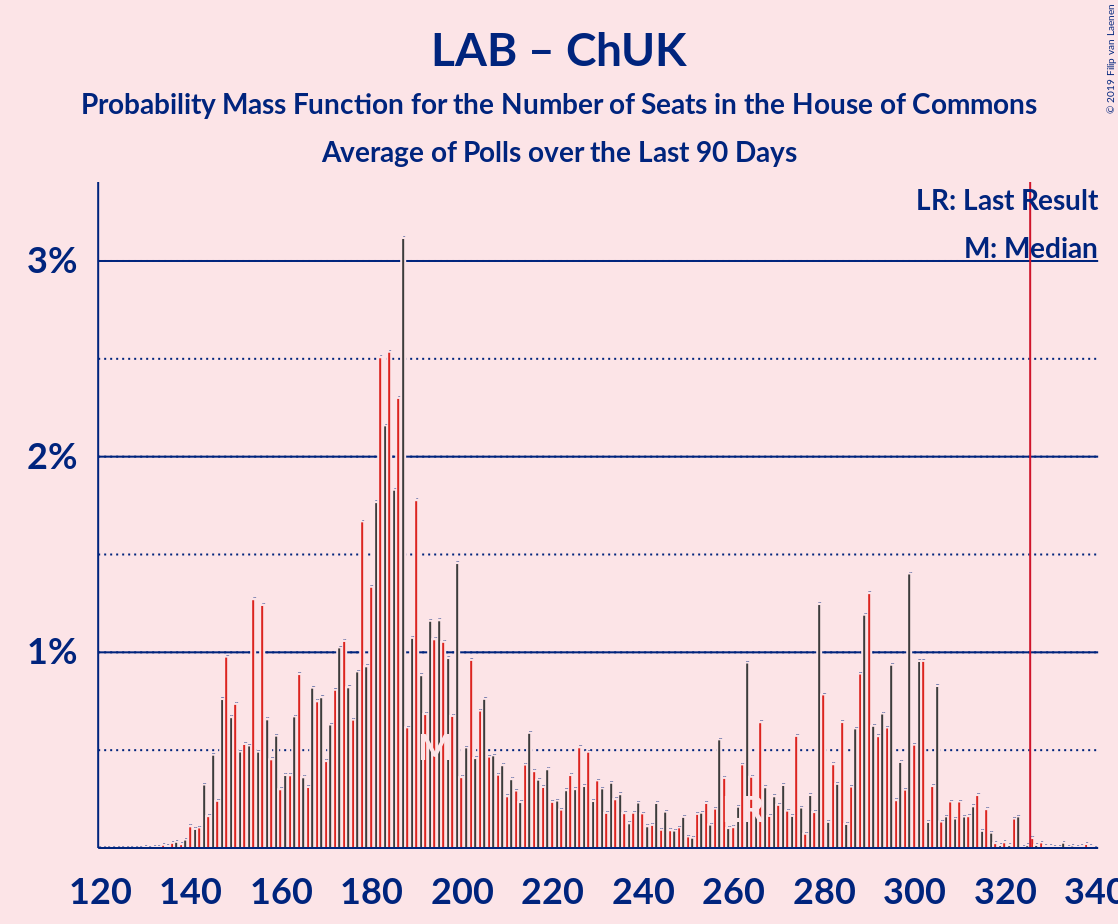 LAB – ChUK
Probability Mass Function for the Number of Seats in the House of Commons
Average of Polls over the Last 90 Days
© 2019 Filip van Laenen
LR: Last Result
M: Median
3%
2%
1%
M
LR
120 140 160 180 200 220 240 260 280 300 320 340